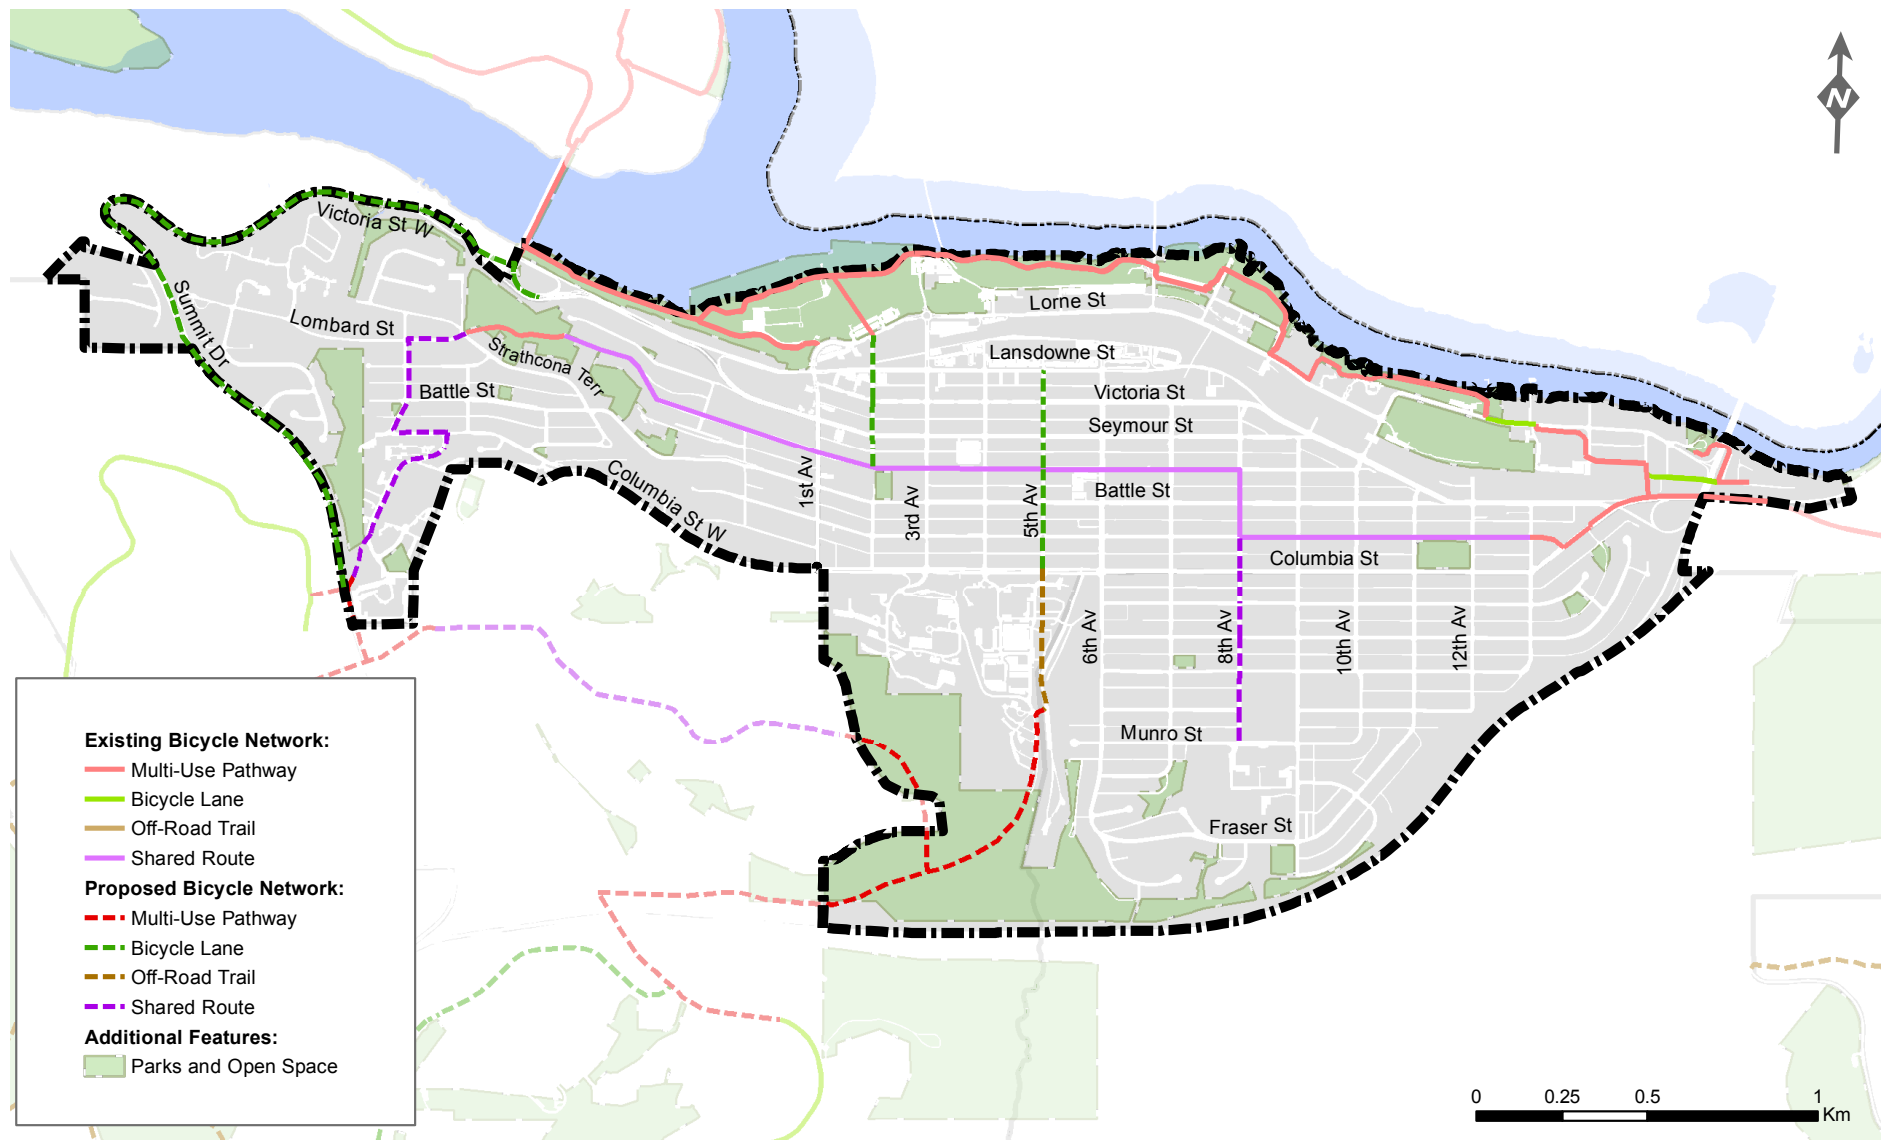 N
Victoria St W
Summit Dr
Lombard St
Strathcona Terr
Battle St
Columbia St W
Lorne St
Lansdowne St
Victoria St
Seymour St
Battle St
Columbia St
1st Av
3rd Av
5th Av
6th Av
8th Av
10th Av
12th Av
Munro St
Fraser St
Existing Bicycle Network:
Multi-Use Pathway
Bicycle Lane
Off-Road Trail
Shared Route
Proposed Bicycle Network:
Multi-Use Pathway
Bicycle Lane
Off-Road Trail
Shared Route
Additional Features:
Parks and Open Space
0 0.25 0.5 1
Km